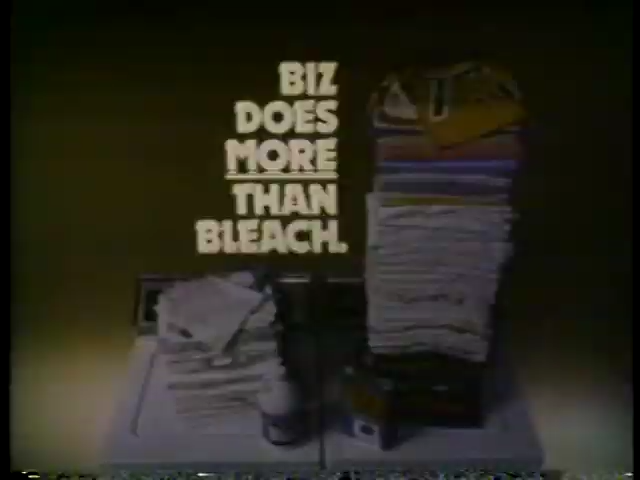 BIZ
DOES
MORE
THAN
BLEACH.